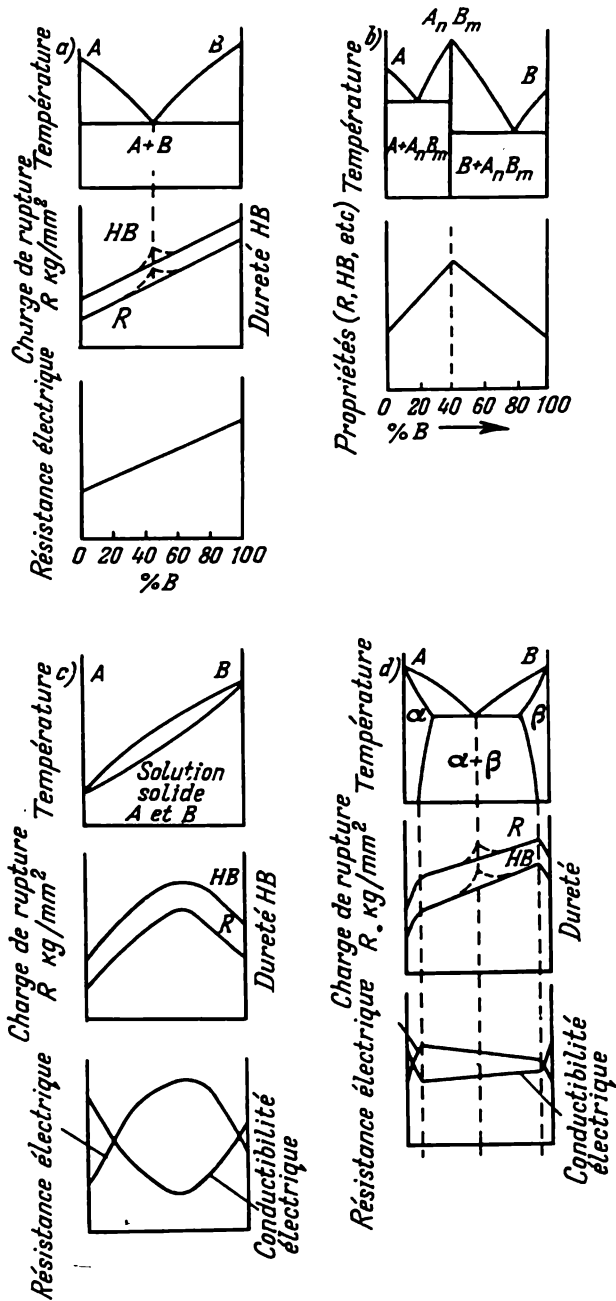 a)
A
B
Température
A+B
Charge de rupture
R kg/mm²
HB
R
Dureté HB
Résistance électrique
0 20 40 60 80 100
%B
b)
AnBm
A
B
Température
A+AnBm
B+AnBm
Propriétés (R, HB, etc)
0 20 40 60 80 100
%B
c)
A
B
Température
Solution
solide
A et B
Charge de rupture
R kg/mm²
HB
R
Dureté HB
Résistance électrique
Conductibilité
électrique
d)
A
B
Température
α
β
α+β
Charge de rupture
R. kg/mm²
R
HB
Dureté
Résistance électrique
Conductibilité
électrique